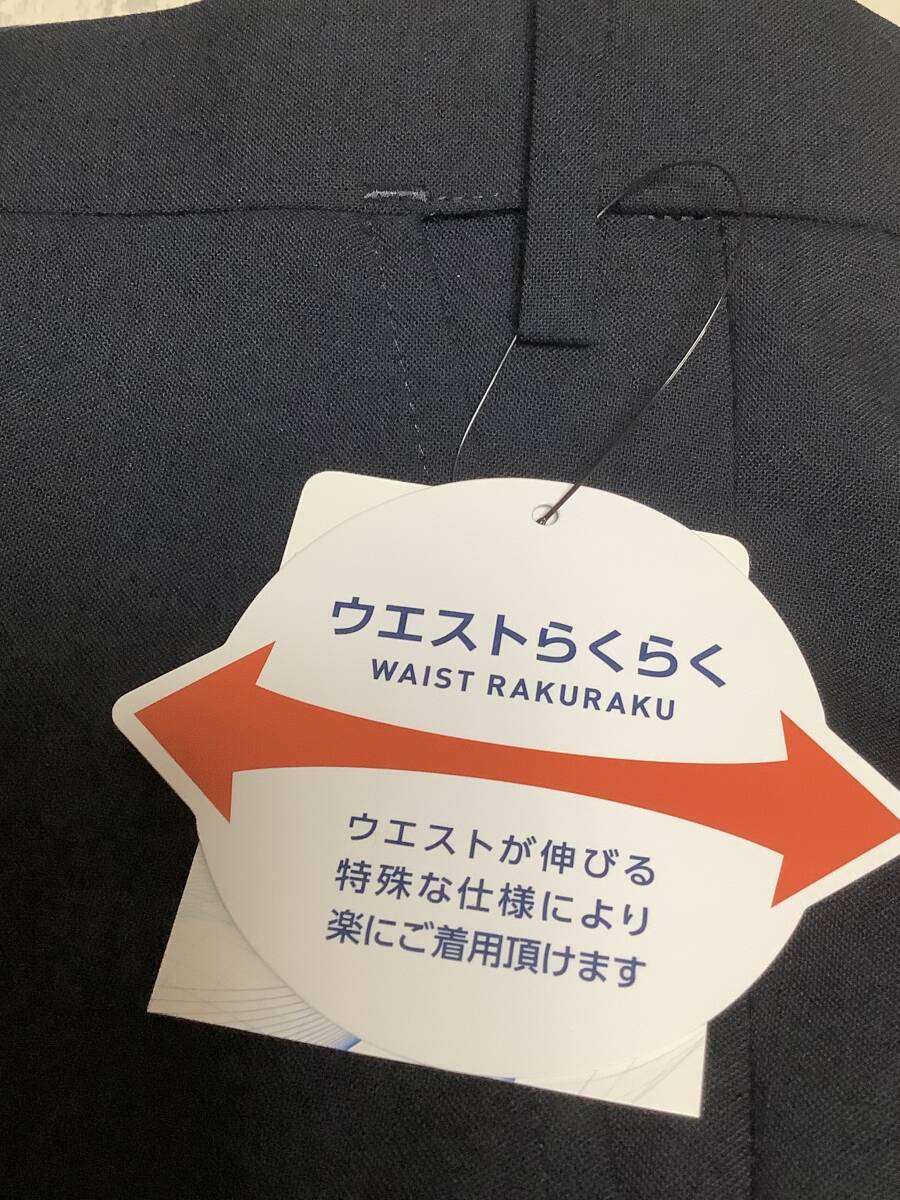 ウエストらくらく
WAIST RAKURAKU
ウエストが伸びる
特殊な仕様により
楽にご着用頂けます